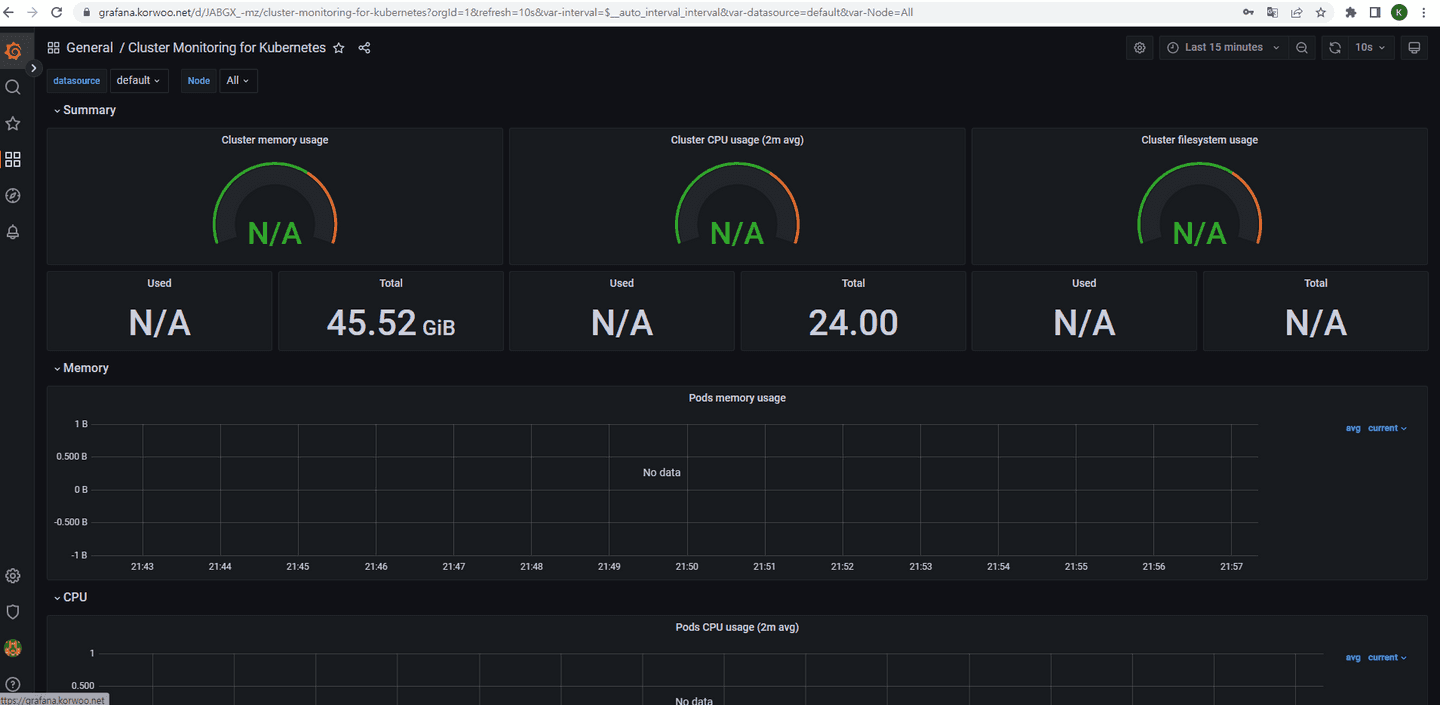 grafana.korwoo.net/d/JABGX_-mz/cluster-monitoring-for-kubernetes?orgId=1&refresh=10s&var-interval=$__auto_interval_interval&var-datasource=default&var-Node=All
K
General / Cluster Monitoring for Kubernetes
Last 15 minutes
10s
datasource default Node All
Summary
Cluster memory usage Cluster CPU usage (2m avg) Cluster filesystem usage
N/A N/A N/A
Used Total Used Total Used Total
N/A 45.52 GiB N/A 24.00 N/A N/A
Memory
Pods memory usage
avg current
1 B
0.500 B
No data
0 B
-0.500 B
-1 B
21:43 21:44 21:45 21:46 21:47 21:48 21:49 21:50 21:51 21:52 21:53 21:54 21:55 21:56 21:57
CPU
Pods CPU usage (2m avg)
avg current
1
0.500
No data
ttps://grafana.korwoo.net